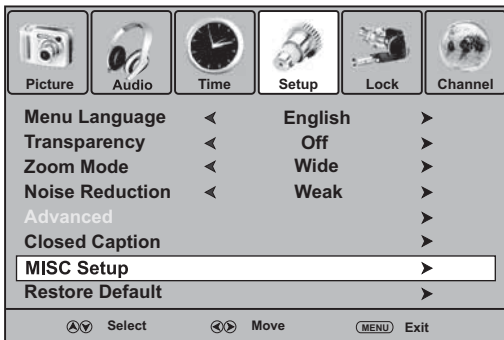 Picture Audio Time Setup Lock Channel
Menu Language English
Transparency Off
Zoom Mode Wide
Noise Reduction Weak
Advanced
Closed Caption
MISC Setup
Restore Default
Select Move MENU Exit